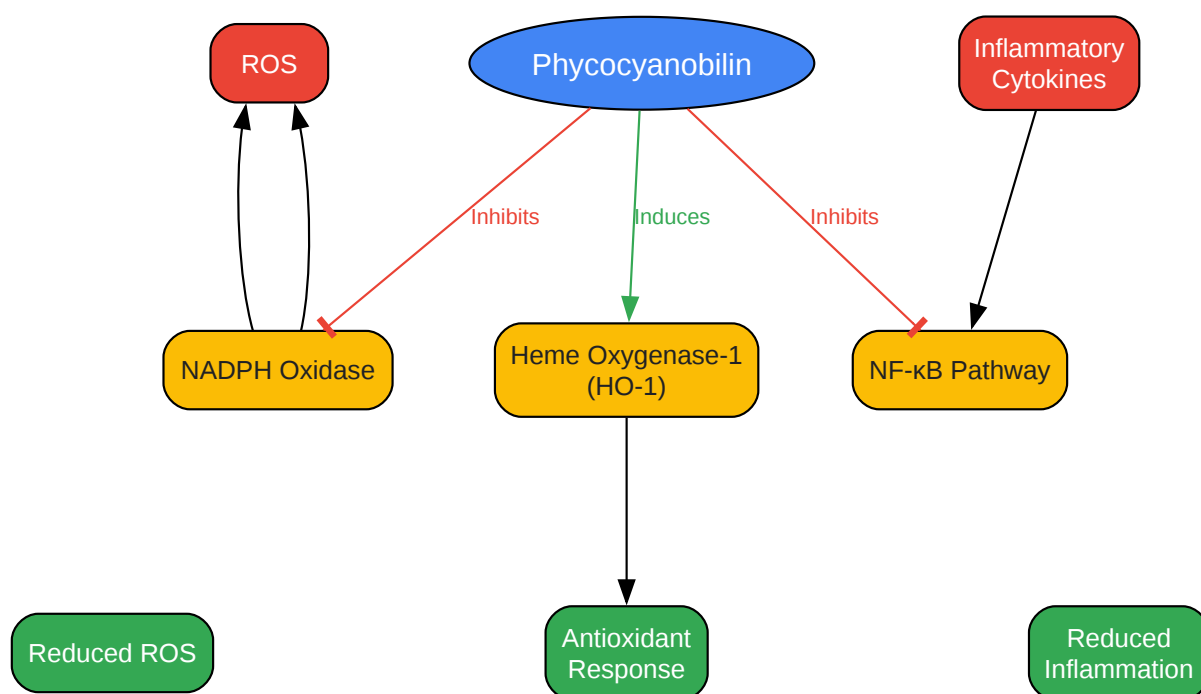 ROS
Phycocyanobilin
Inflammatory
Cytokines
Inhibits
Induces
Inhibits
NADPH Oxidase
Heme Oxygenase-1
(HO-1)
NF-κB Pathway
Reduced ROS
Antioxidant
Response
Reduced
Inflammation